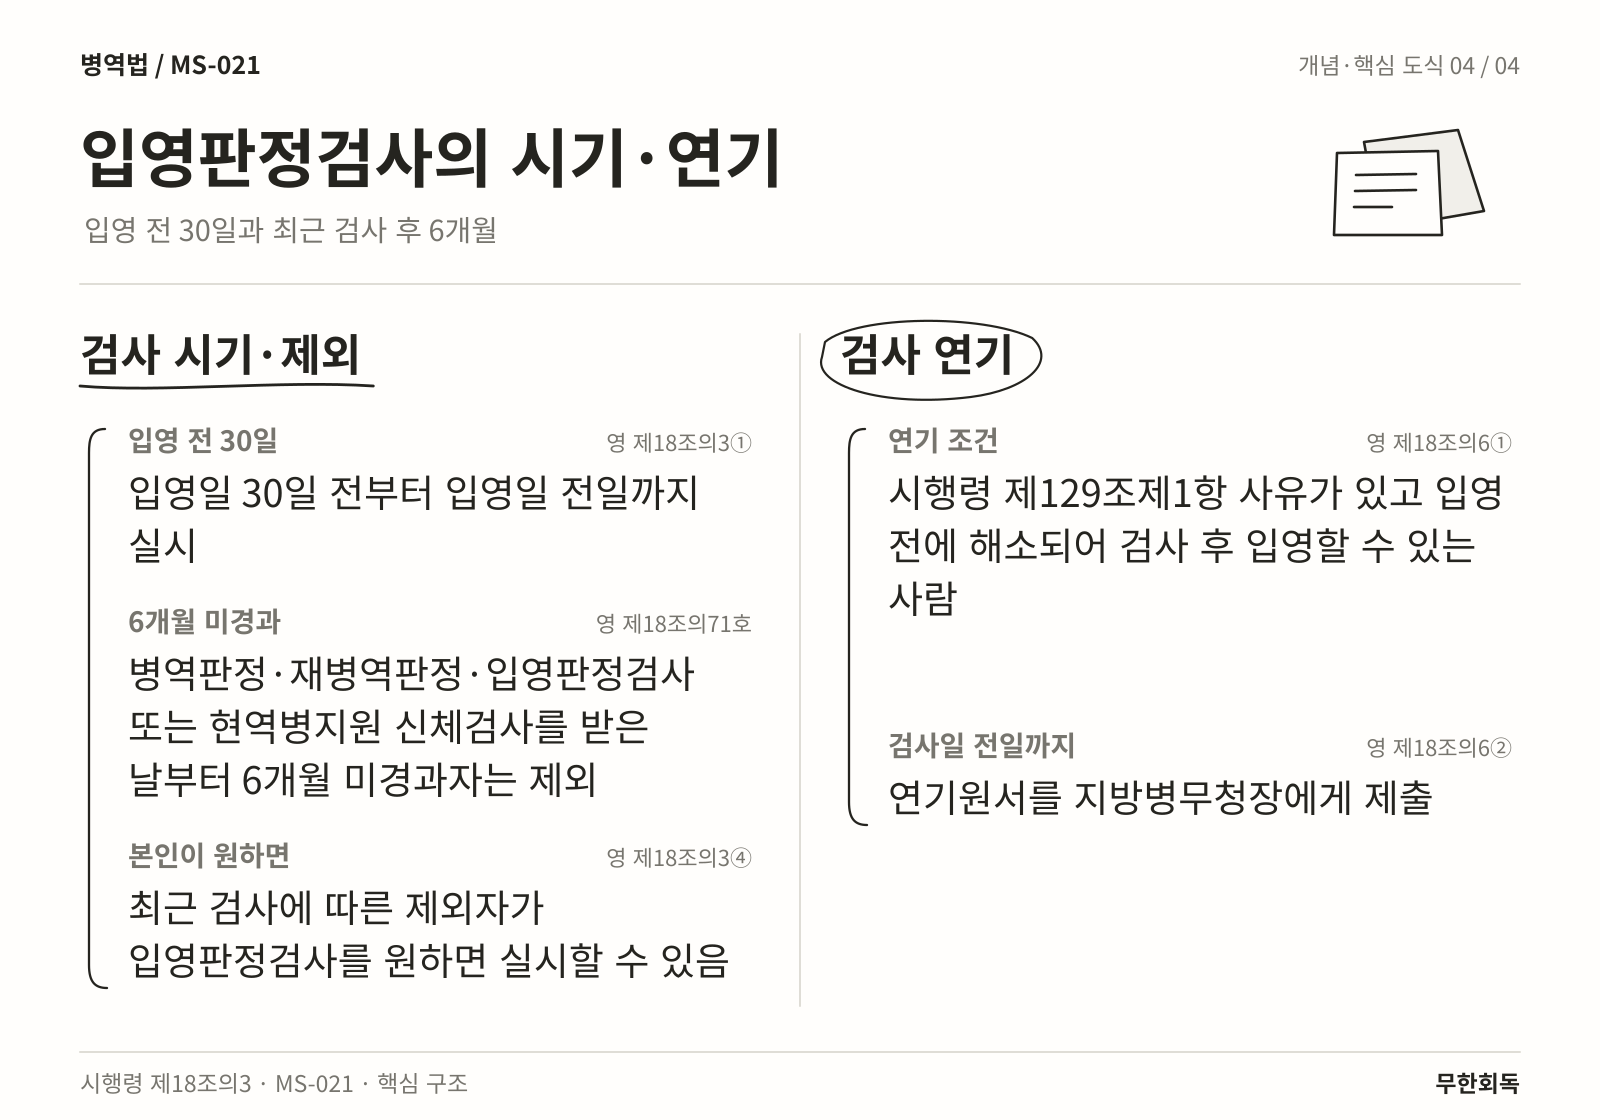 병역법 / MS-021
개념·핵심 도식 04 / 04
입영판정검사의 시기·연기
입영 전 30일과 최근 검사 후 6개월
검사 시기·제외
입영 전 30일
영 제18조의3①
입영일 30일 전부터 입영일 전일까지
실시
6개월 미경과
영 제18조의71호
병역판정·재병역판정·입영판정검사
또는 현역병지원 신체검사를 받은
날부터 6개월 미경과자는 제외
본인이 원하면
영 제18조의3④
최근 검사에 따른 제외자가
입영판정검사를 원하면 실시할 수 있음
검사 연기
연기 조건
영 제18조의6①
시행령 제129조제1항 사유가 있고 입영
전에 해소되어 검사 후 입영할 수 있는
사람
검사일 전일까지
영 제18조의6②
연기원서를 지방병무청장에게 제출
시행령 제18조의3 · MS-021 · 핵심 구조
무한회독